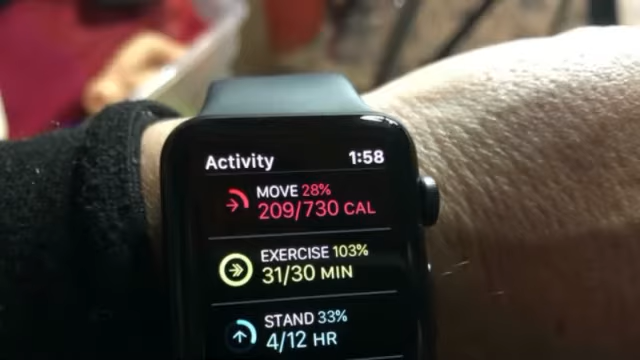 Activity 1:58
MOVE 28%
209/730 CAL
EXERCISE 103%
31/30 MIN
STAND 33%
4/12 HR